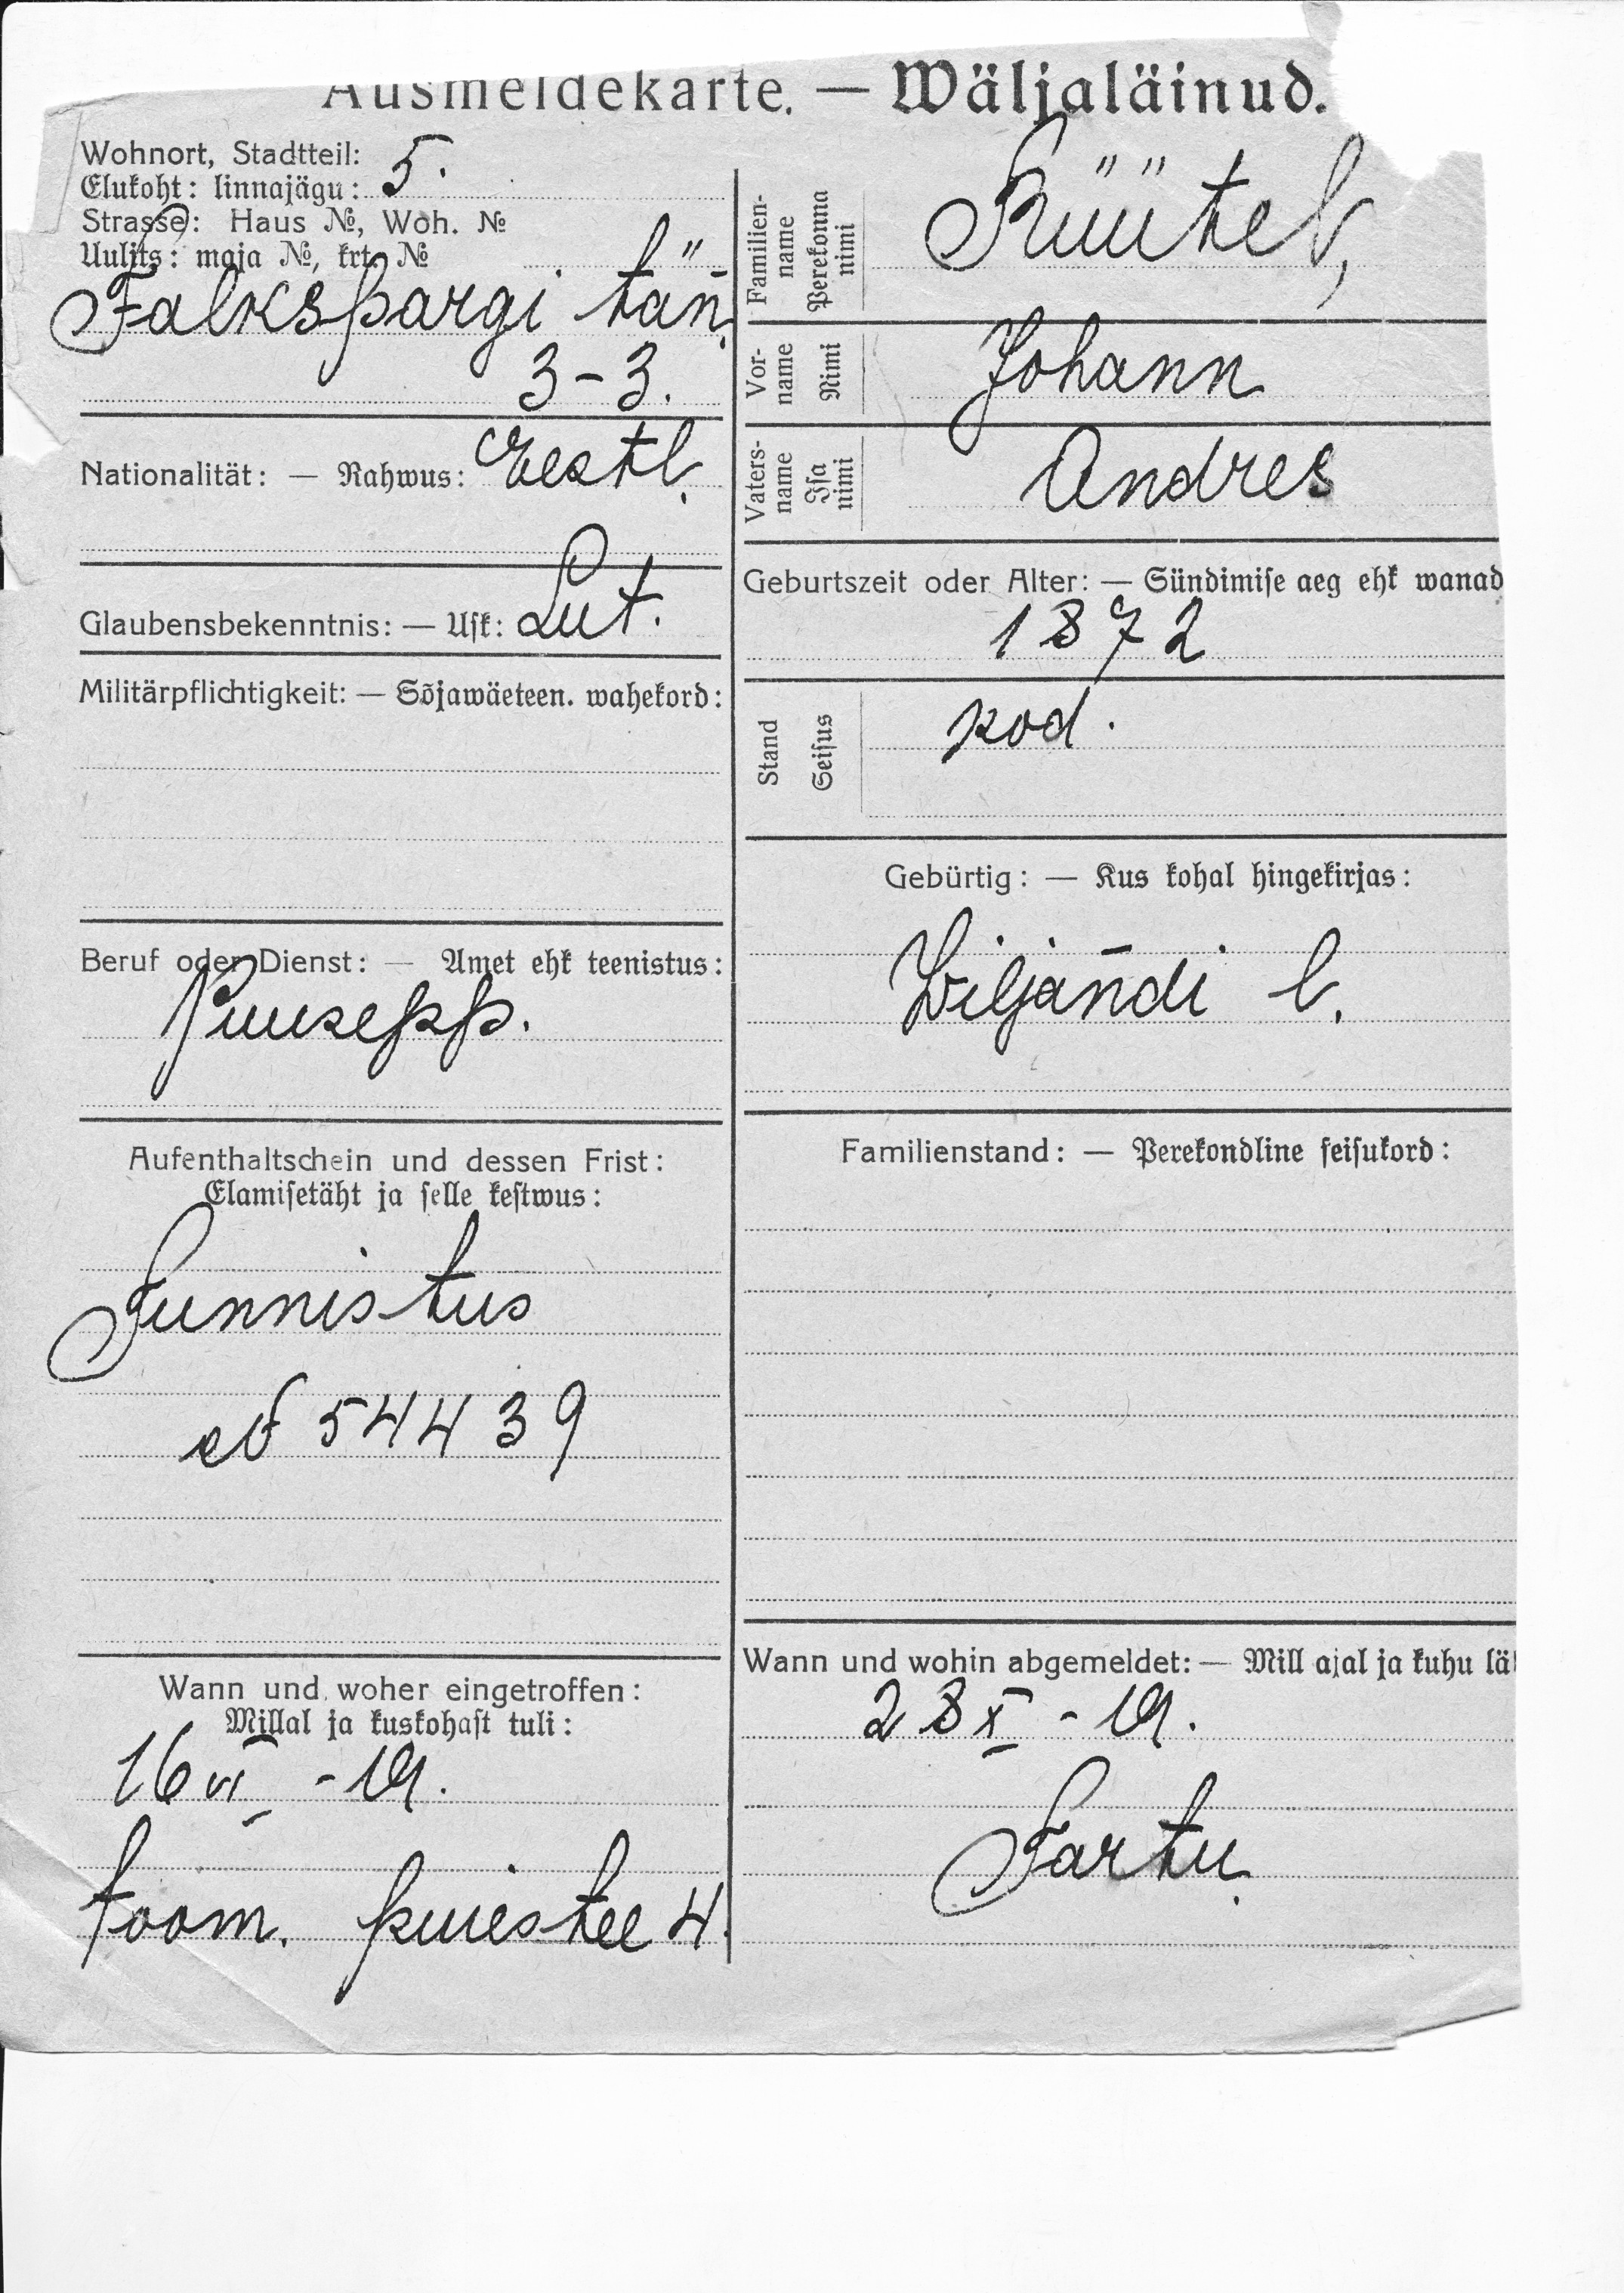 Ausmeldekarte. — Wäljaläinud.
Wohnort, Stadtteil:
Elukoht: linnajägu: 5.
Strasse: Haus №, Woh. №
Uulits: maja №, krt. №
Falkspargi tän.
3-3.
Nationalität: — Rahwus: Eestl.
Glaubensbekenntnis: — Usk: Lut.
Militärpflichtigkeit: — Sõjawäeteen. wahekord:
Beruf oder Dienst: — Amet ehk teenistus:
Puusepp.
Aufenthaltschein und dessen Frist:
Elamisetäht ja selle kestwus:
Tunnistus
№ 54439
Wann und woher eingetroffen:
Millal ja kuskohast tuli:
16 VI -19.
Toom. puiestee 4.
Familien-name
Perekonna nimi
Rüütel,
Vor-name
Nimi
Johann
Vaters-name
Isa nimi
Andres
Geburtszeit oder Alter: — Sündimise aeg ehk wanad
1872
Stand
Seisus
kod.
Gebürtig: — Kus kohal hingekirjas:
Wiljandi l.
Familienstand: — Perekondline seisukord:
Wann und wohin abgemeldet: — Mill ajal ja kuhu lä
28 X -19.
Tartu.